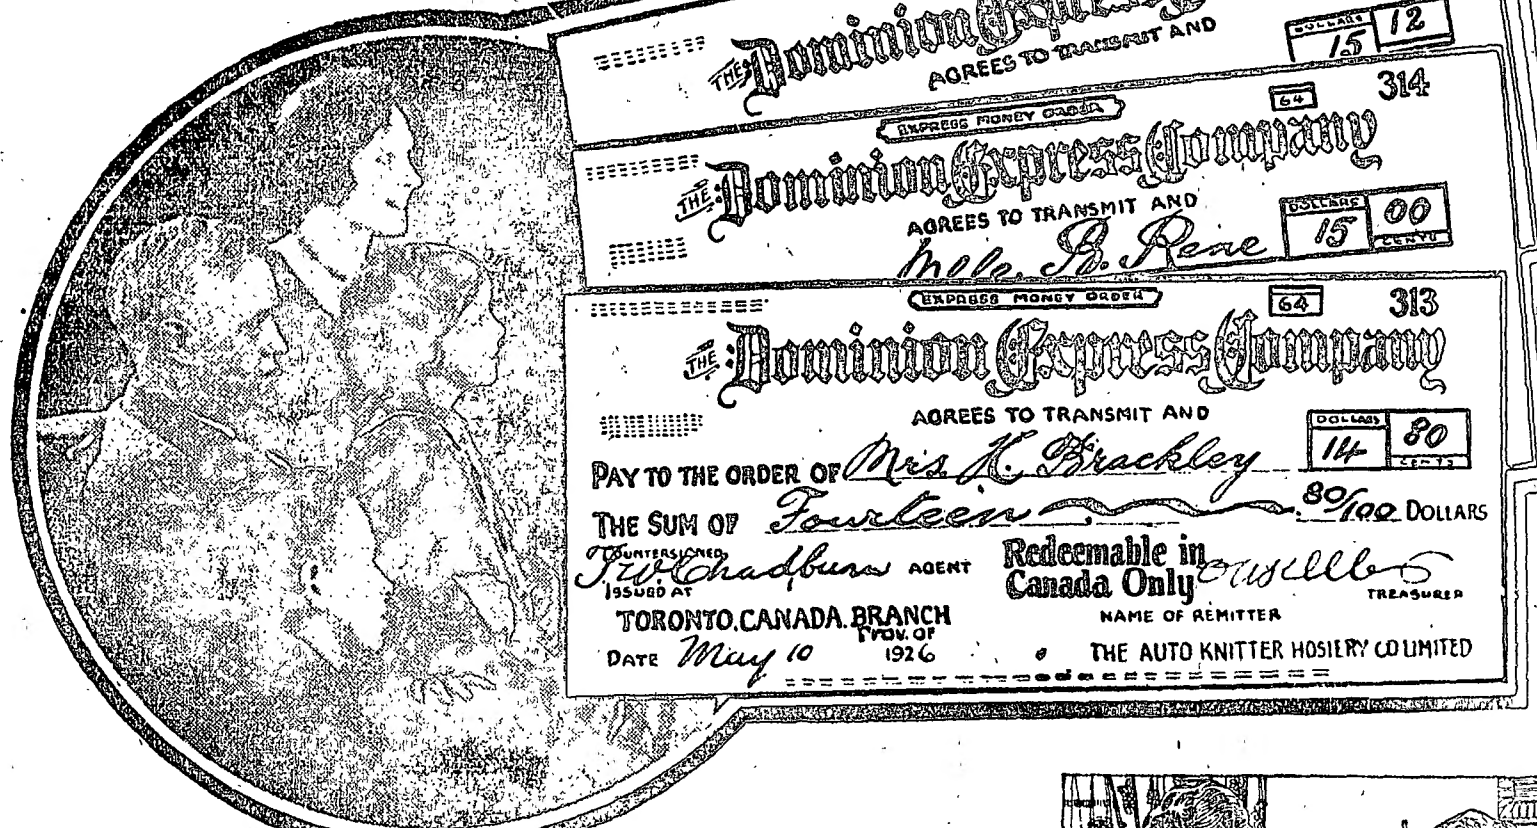 THE Dominion Express
AGREES TO TRANSMIT AND
DOLLARS
15 12
EXPRESS MONEY ORDER
64 314
THE Dominion Express Company
AGREES TO TRANSMIT AND
DOLLARS CENTS
15 00
B. Rene
EXPRESS MONEY ORDER
64 313
THE Dominion Express Company
AGREES TO TRANSMIT AND
DOLLARS CENTS
14 80
PAY TO THE ORDER OF Mrs. H. Brackley
THE SUM OF Fourteen 80/100 DOLLARS
COUNTERSIGNED
Chadburn AGENT
Redeemable in
Canada Only
TREASURER
ISSUED AT
TORONTO, CANADA. BRANCH
NAME OF REMITTER
PROV. OF
DATE May 10 1926
THE AUTO KNITTER HOSIERY CO LIMITED